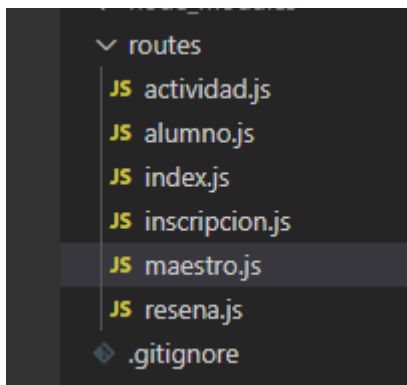 node_modules
routes
JS actividad.js
JS alumno.js
JS index.js
JS inscripcion.js
JS maestro.js
JS resena.js
.gitignore